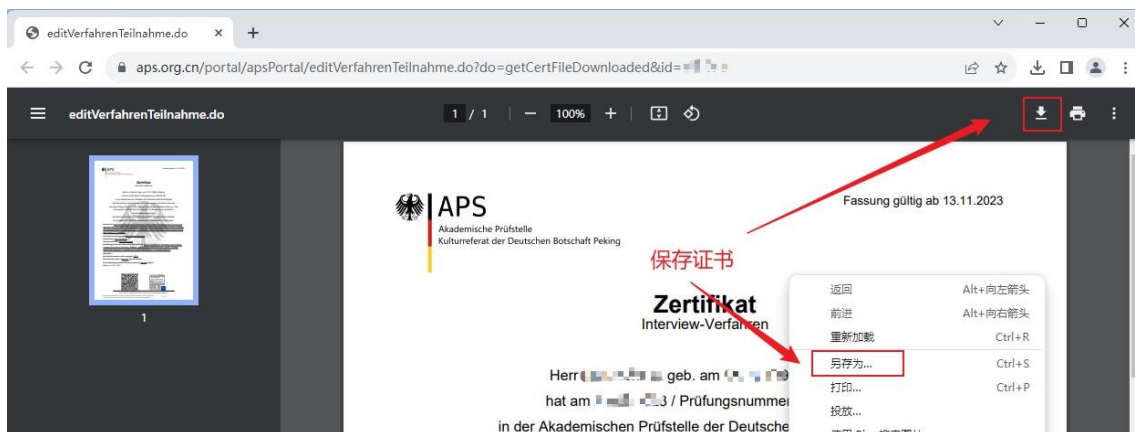 editVerfahrenTeilnahme.do
aps.org.cn/portal/apsPortal/editVerfahrenTeilnahme.do?do=getCertFileDownloaded&id=
editVerfahrenTeilnahme.do
1 / 1
100%
1
APS
Akademische Prüfstelle
Kulturreferat der Deutschen Botschaft Peking
Fassung gültig ab 13.11.2023
保存证书
Zertifikat
Interview-Verfahren
Herr geb. am
hat am / Prüfungsnummer
in der Akademischen Prüfstelle der Deutsche
返回 Alt+向左箭头
前进 Alt+向右箭头
重新加载 Ctrl+R
另存为... Ctrl+S
打印... Ctrl+P
投放...